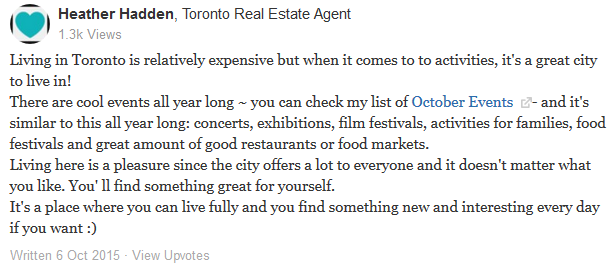 Heather Hadden, Toronto Real Estate Agent
1.3k Views
Living in Toronto is relatively expensive but when it comes to to activities, it's a great city
to live in!
There are cool events all year long ~ you can check my list of October Events - and it's
similar to this all year long: concerts, exhibitions, film festivals, activities for families, food
festivals and great amount of good restaurants or food markets.
Living here is a pleasure since the city offers a lot to everyone and it doesn't matter what
you like. You' ll find something great for yourself.
It's a place where you can live fully and you find something new and interesting every day
if you want :)
Written 6 Oct 2015 · View Upvotes